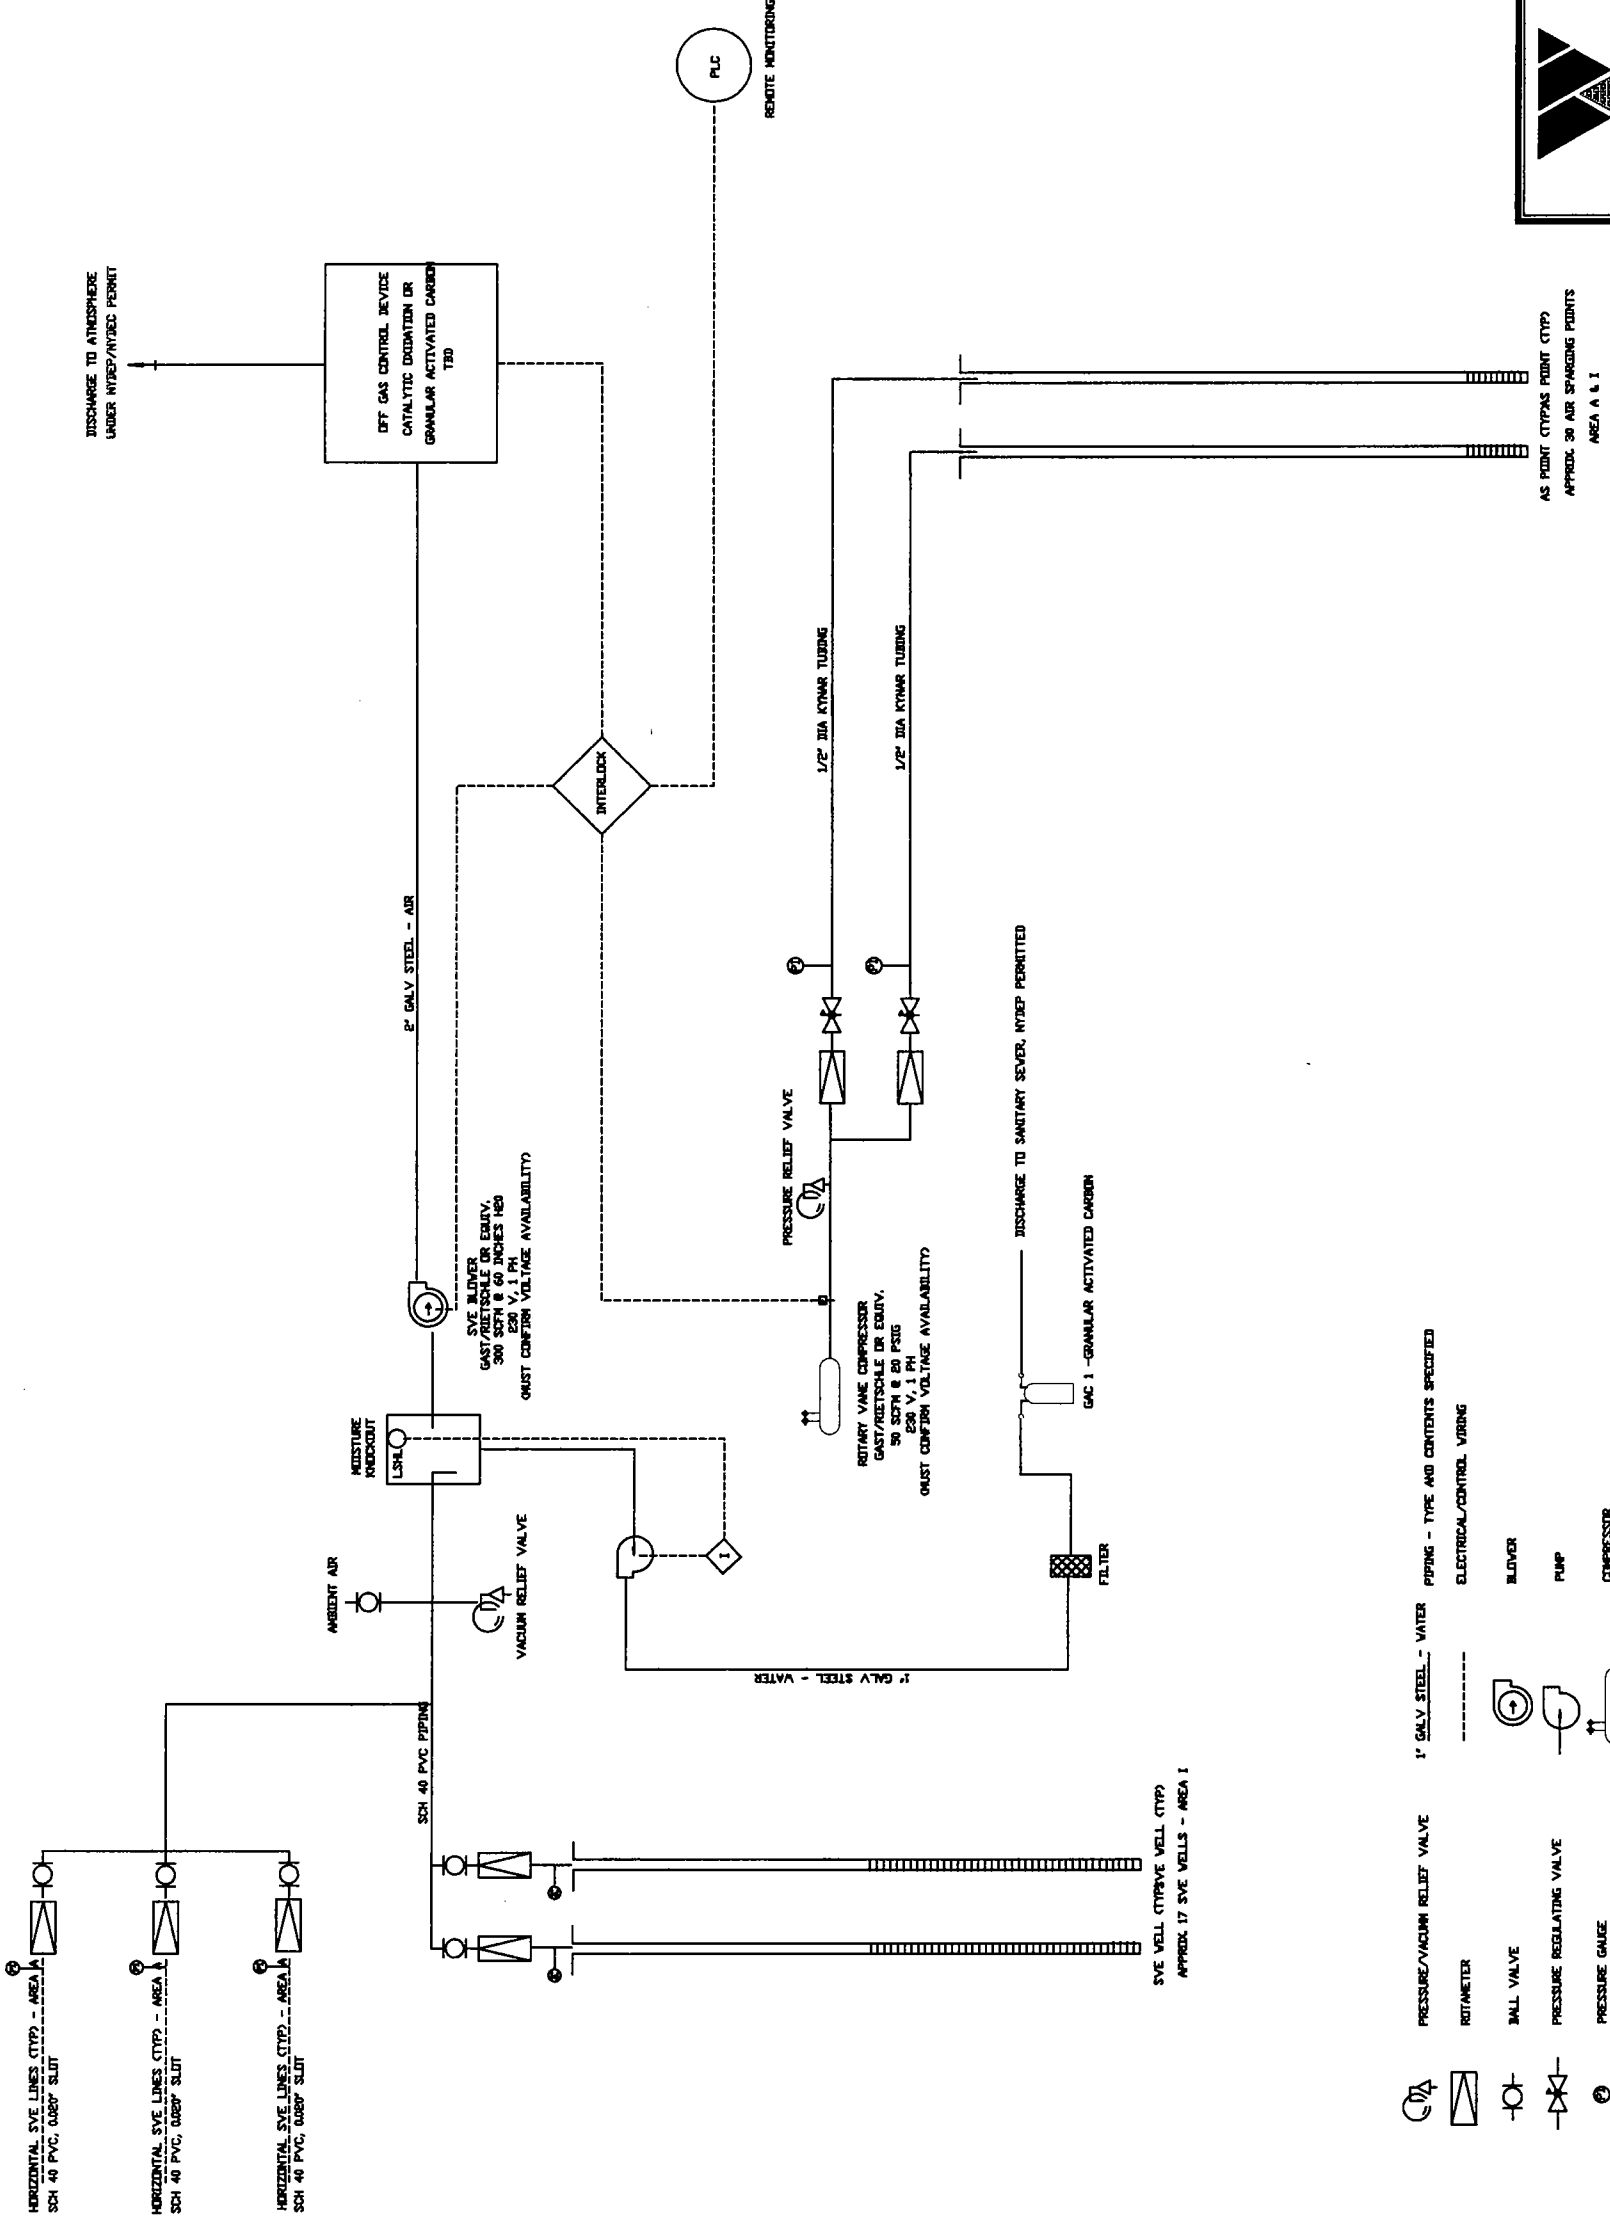 HORIZONTAL SVE LINES (TYP) - AREA A
SCH 40 PVC, 0.020" SLOT
HORIZONTAL SVE LINES (TYP) - AREA A
SCH 40 PVC, 0.020" SLOT
HORIZONTAL SVE LINES (TYP) - AREA A
SCH 40 PVC, 0.020" SLOT
SCH 40 PVC PIPING
AMBIENT AIR
VACUUM RELIEF VALVE
MOISTURE
KNOCKOUT
LSHL
I
SVE BLOWER
GAST/RIETSCHLE OR EQUIV.
300 SCFM @ 60 INCHES H2O
230 V, 1 PH
(MUST CONFIRM VOLTAGE AVAILABILITY)
2" GALV STEEL - AIR
DISCHARGE TO ATMOSPHERE
UNDER NYDEP/NYDEC PERMIT
OFF GAS CONTROL DEVICE
CATALYTIC OXIDATION OR
GRANULAR ACTIVATED CARBON
TBD
INTERLOCK
PLC
REMOTE MONITORING
PRESSURE RELIEF VALVE
PI
PI
1/2" DIA KYNAR TUBING
1/2" DIA KYNAR TUBING
ROTARY VANE COMPRESSOR
GAST/RIETSCHLE OR EQUIV.
50 SCFM @ 20 PSIG
230 V, 1 PH
(MUST CONFIRM VOLTAGE AVAILABILITY)
DISCHARGE TO SANITARY SEWER, NYDEP PERMITTED
GAC 1 -GRANULAR ACTIVATED CARBON
FILTER
1" GALV STEEL - WATER
SVE WELL (TYP)SVE WELL (TYP)
APPROX 17 SVE WELLS - AREA I
AS POINT (TYP)AS POINT (TYP)
APPROX. 30 AIR SPARGING POINTS
AREA A & I
PRESSURE/VACUUM RELIEF VALVE
ROTAMETER
BALL VALVE
PRESSURE REGULATING VALVE
PI
PRESSURE GAUGE
1" GALV STEEL - WATER
PIPING - TYPE AND CONTENTS SPECIFIED
ELECTRICAL/CONTROL WIRING
BLOWER
PUMP
COMPRESSOR